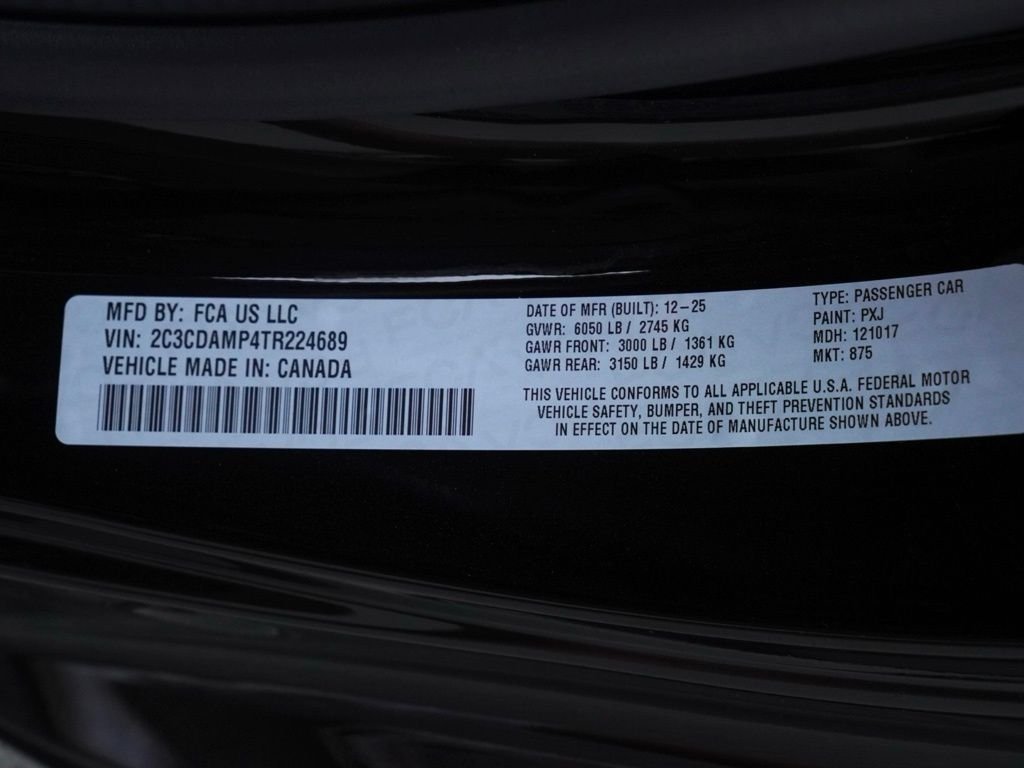 MFD BY: FCA US LLC
VIN: 2C3CDAMP4TR224689
VEHICLE MADE IN: CANADA
DATE OF MFR (BUILT): 12-25
GVWR: 6050 LB / 2745 KG
GAWR FRONT: 3000 LB / 1361 KG
GAWR REAR: 3150 LB / 1429 KG
TYPE: PASSENGER CAR
PAINT: PXJ
MDH: 121017
MKT: 875
THIS VEHICLE CONFORMS TO ALL APPLICABLE U.S.A. FEDERAL MOTOR
VEHICLE SAFETY, BUMPER, AND THEFT PREVENTION STANDARDS
IN EFFECT ON THE DATE OF MANUFACTURE SHOWN ABOVE.